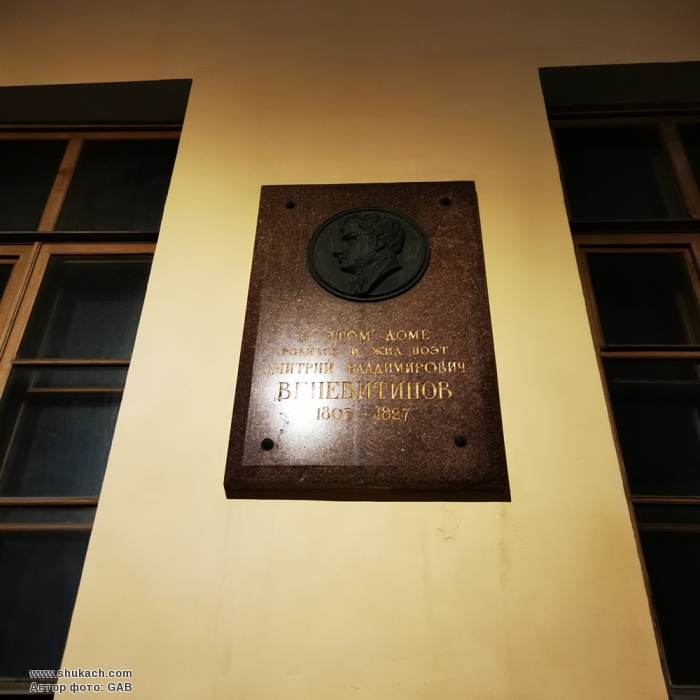 В ЭТОМ ДОМЕ
РОДИЛСЯ И ЖИЛ ПОЭТ
ДМИТРИЙ ВЛАДИМИРОВИЧ
ВЕНЕВИТИНОВ
1805 – 1827
www.shukach.com
Автор фото: GAB